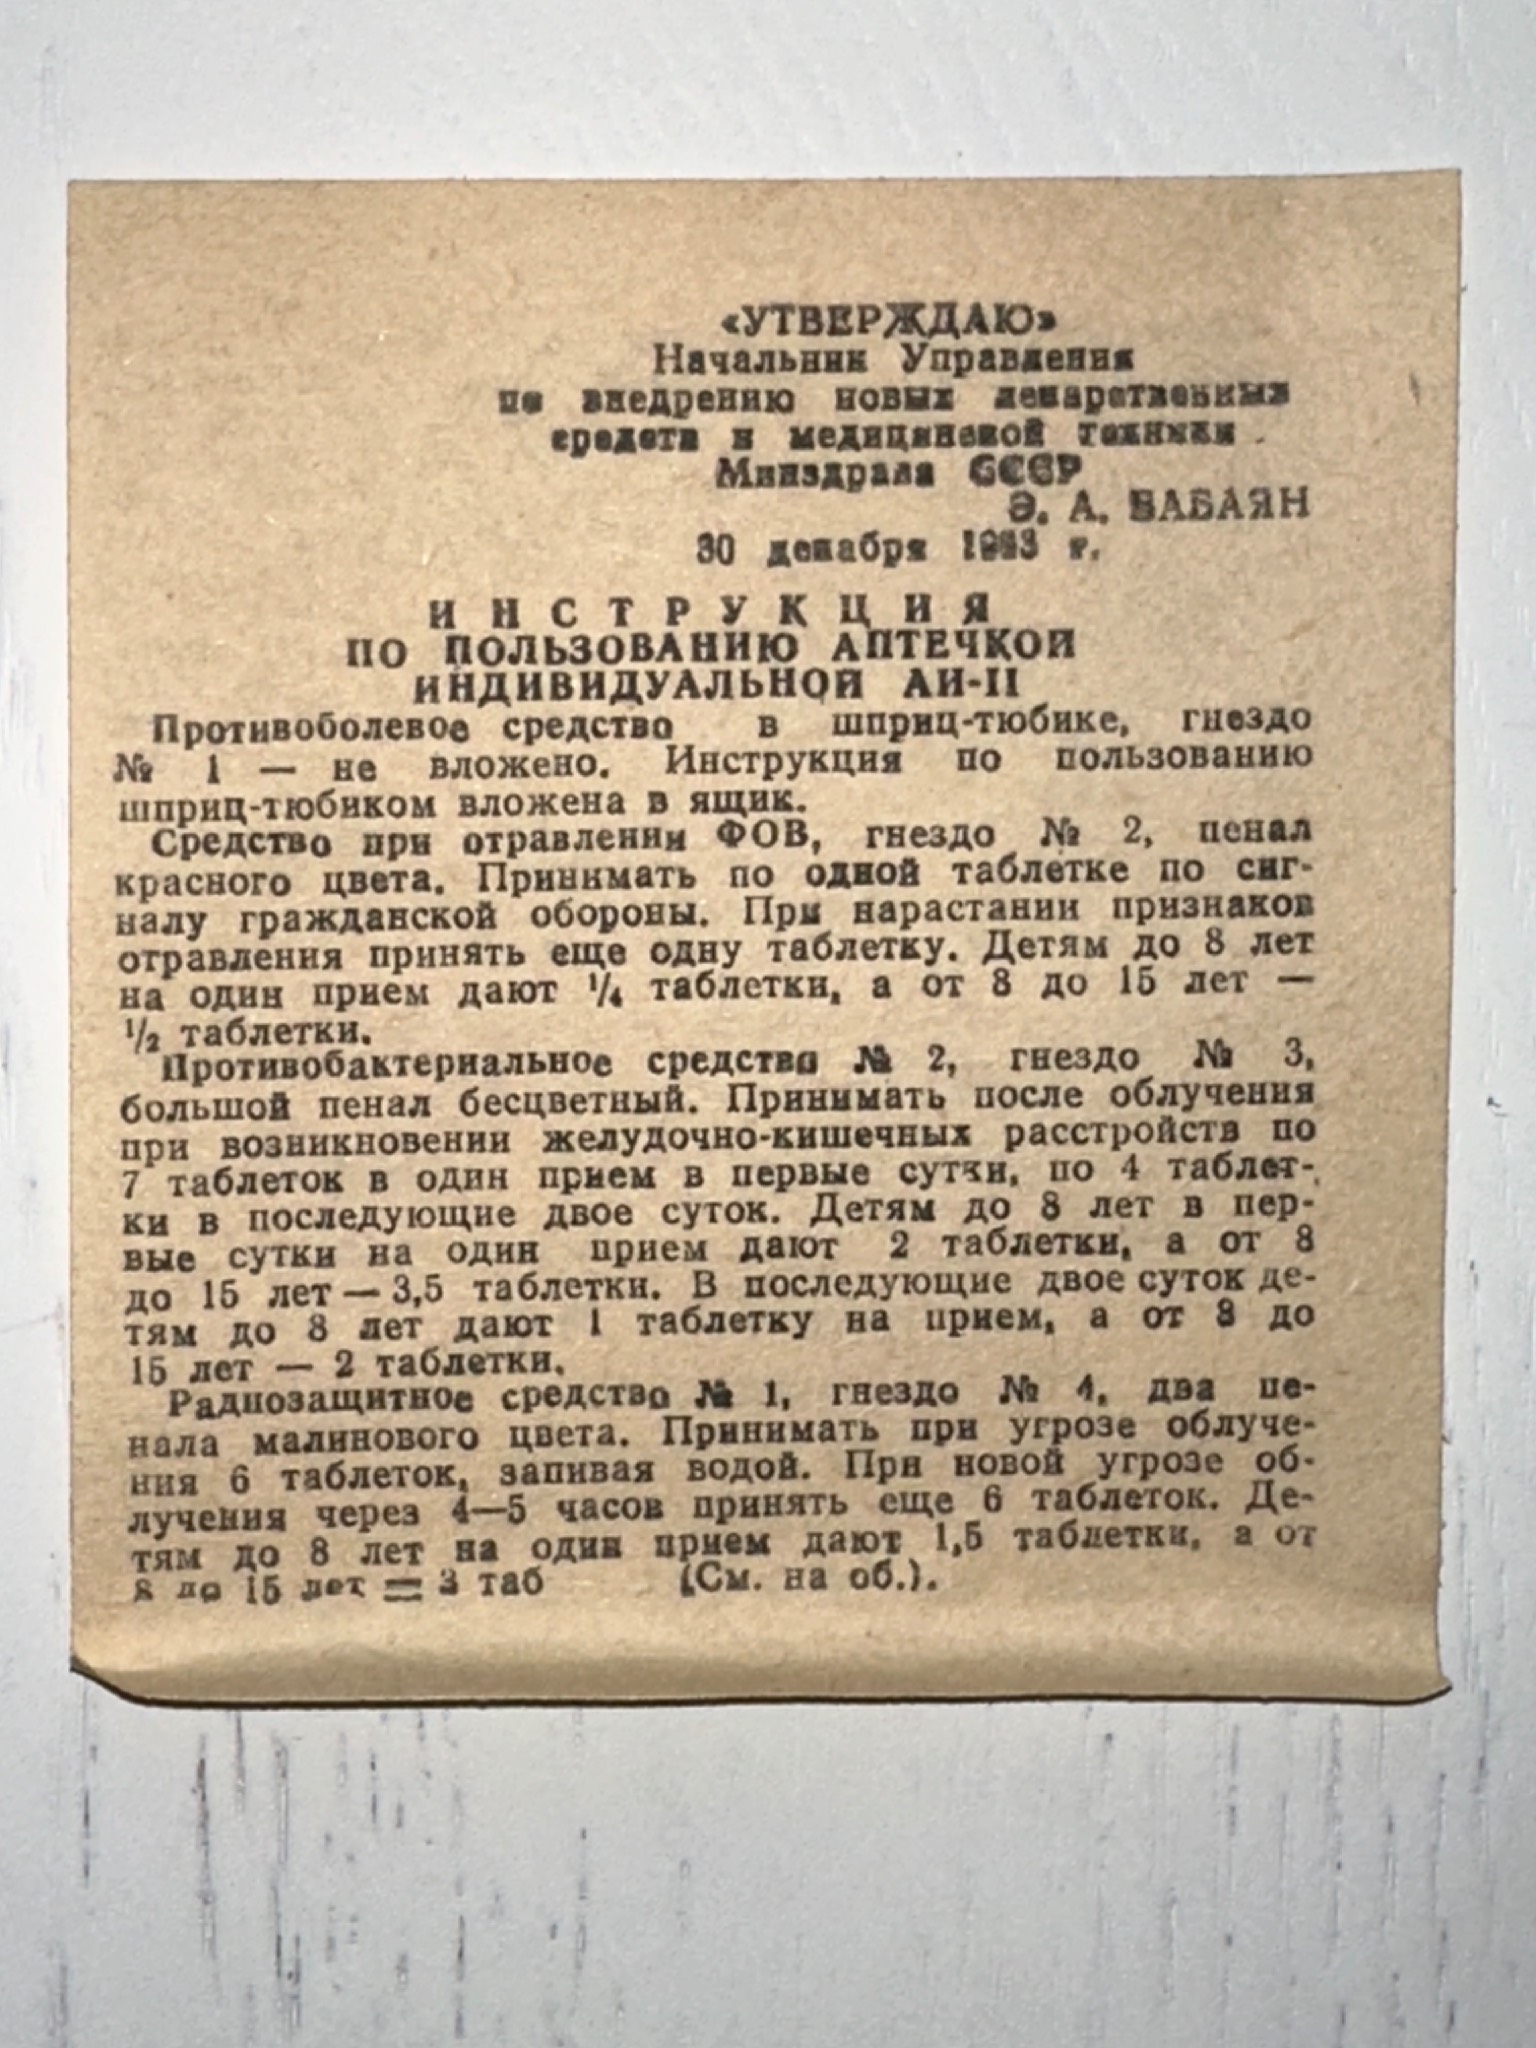 «УТВЕРЖДАЮ»
Начальник Управления
по внедрению новых лекарственных
средств и медицинской техники
Минздрава СССР
Э. А. БАБАЯН
30 декабря г.
ИНСТРУКЦИЯ
ПО ПОЛЬЗОВАНИЮ АПТЕЧКОЙ
ИНДИВИДУАЛЬНОЙ АИ-II
Противоболевое средство в шприц-тюбике, гнездо
№ 1 — не вложено. Инструкция по пользованию
шприц-тюбиком вложена в ящик.
Средство при отравлении ФОВ, гнездо № 2, пенал
красного цвета. Принимать по одной таблетке по сиг-
налу гражданской обороны. При нарастании признаков
отравления принять еще одну таблетку. Детям до 8 лет
на один прием дают 1/4 таблетки, а от 8 до 15 лет —
1/2 таблетки.
Противобактериальное средство № 2, гнездо № 3,
большой пенал бесцветный. Принимать после облучения
при возникновении желудочно-кишечных расстройств по
7 таблеток в один прием в первые сутки, по 4 таблет-
ки в последующие двое суток. Детям до 8 лет в пер-
вые сутки на один прием дают 2 таблетки, а от 8
до 15 лет — 3,5 таблетки. В последующие двое суток де-
тям до 8 лет дают 1 таблетку на прием, а от 8 до
15 лет — 2 таблетки.
Радиозащитное средство № 1, гнездо № 4, два пе-
нала малинового цвета. Принимать при угрозе облуче-
ния 6 таблеток, запивая водой. При новой угрозе об-
лучения через 4—5 часов принять еще 6 таблеток. Де-
тям до 8 лет на один прием дают 1,5 таблетки, а от
8 до 15 лет — 3 таб (См. на об.).